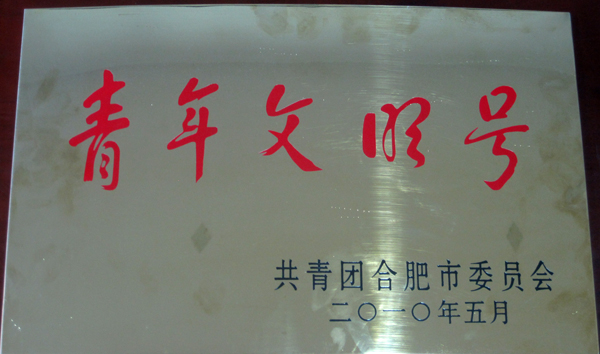 青年文明号
共青团合肥市委员会
二〇一〇年五月